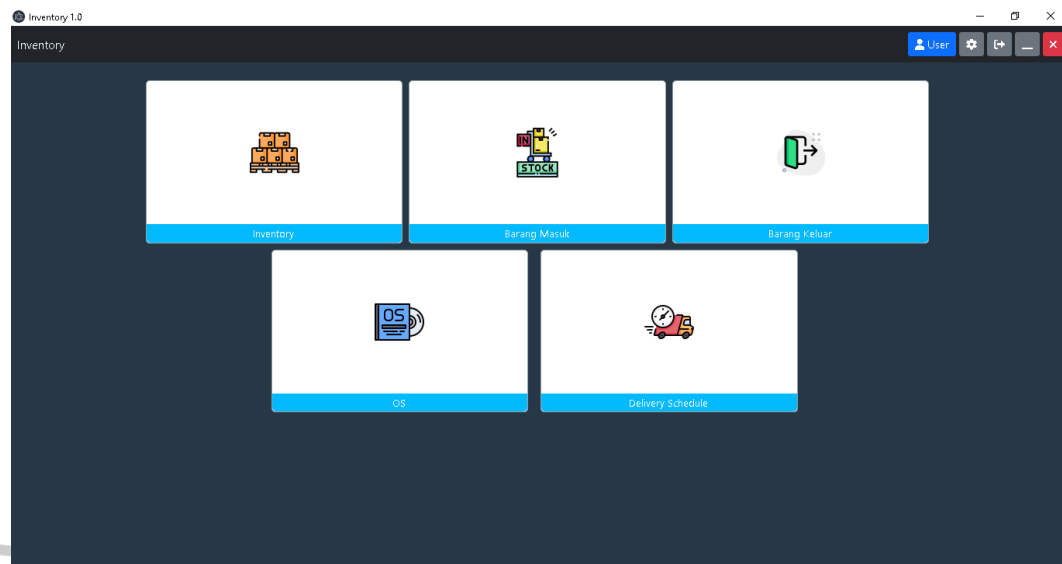 Inventory 1.0
Inventory
User
IN
STOCK
Inventory
Barang Masuk
Barang Keluar
OS
OS
Delivery Schedule